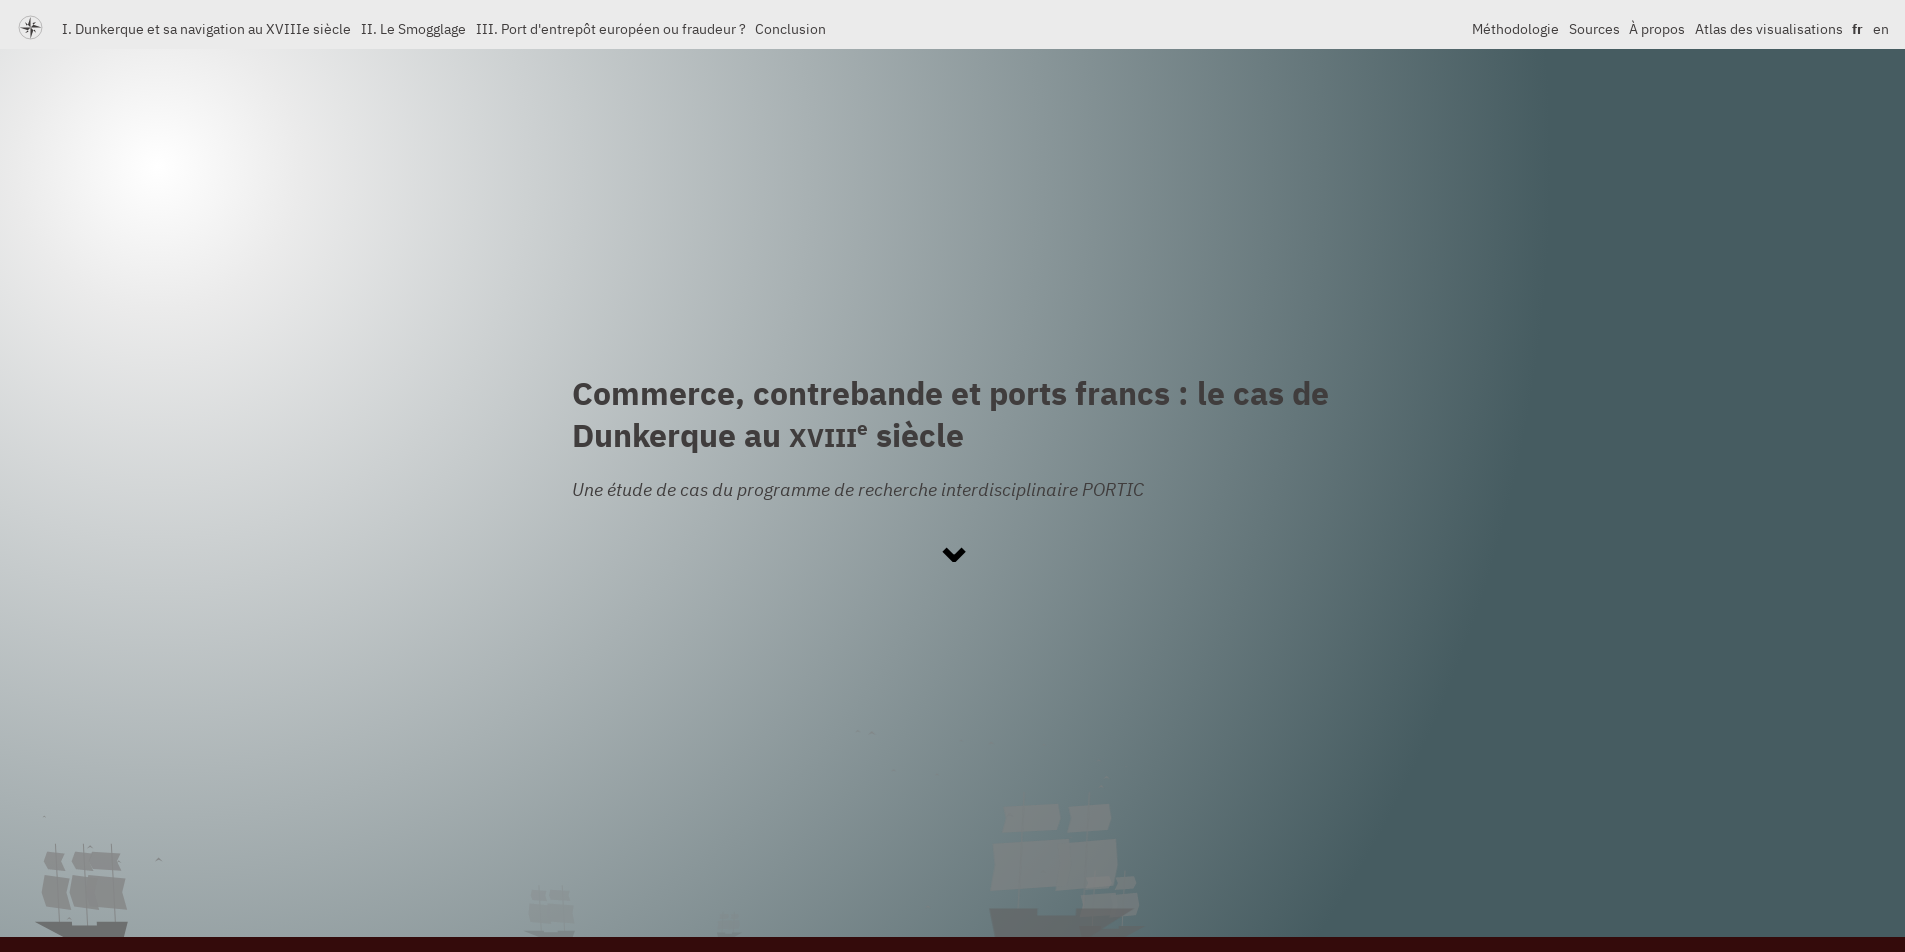 I. Dunkerque et sa navigation au XVIIIe siècle II. Le Smogglage III. Port d'entrepôt européen ou fraudeur ? Conclusion Méthodologie Sources À propos Atlas des visualisations fr en
Commerce, contrebande et ports francs : le cas de
Dunkerque au XVIIIe siècle
Une étude de cas du programme de recherche interdisciplinaire PORTIC